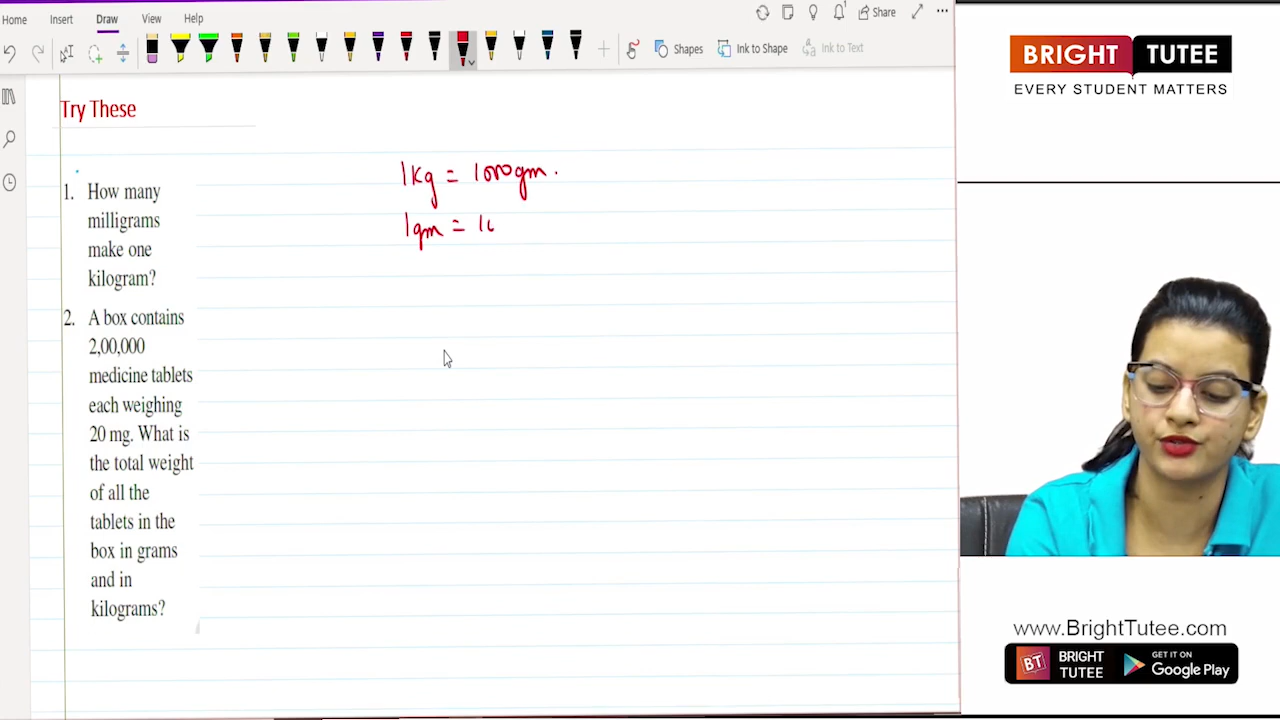 Home Insert Draw View Help
Share
Shapes Ink to Shape Ink to Text
Try These
1. How many
milligrams
make one
kilogram?
2. A box contains
2,00,000
medicine tablets
each weighing
20 mg. What is
the total weight
of all the
tablets in the
box in grams
and in
kilograms?
1kg = 1000gm.
1gm = 10
BRIGHT TUTEE
EVERY STUDENT MATTERS
www.BrightTutee.com
BT BRIGHT TUTEE
GET IT ON
Google Play